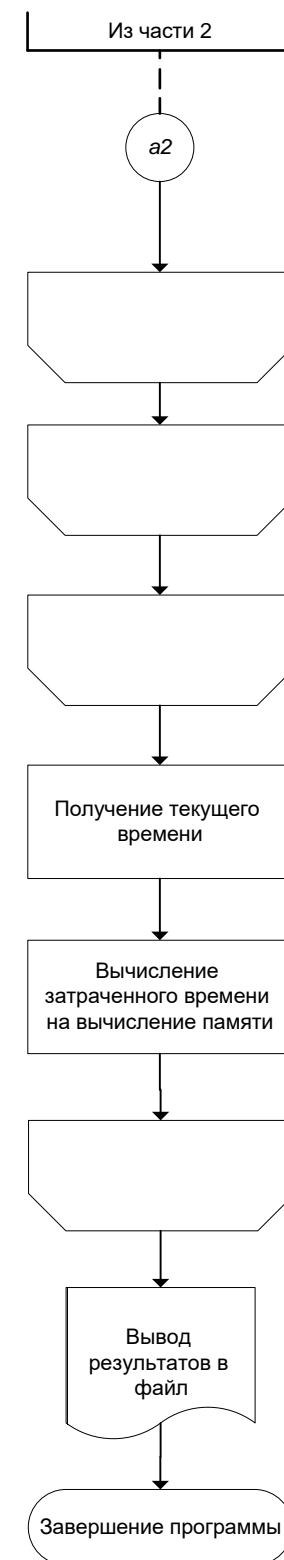 Из части 2
a2
Получение текущего
времени
Вычисление
затраченного времени
на вычисление памяти
Вывод
результатов в
файл
Завершение программы